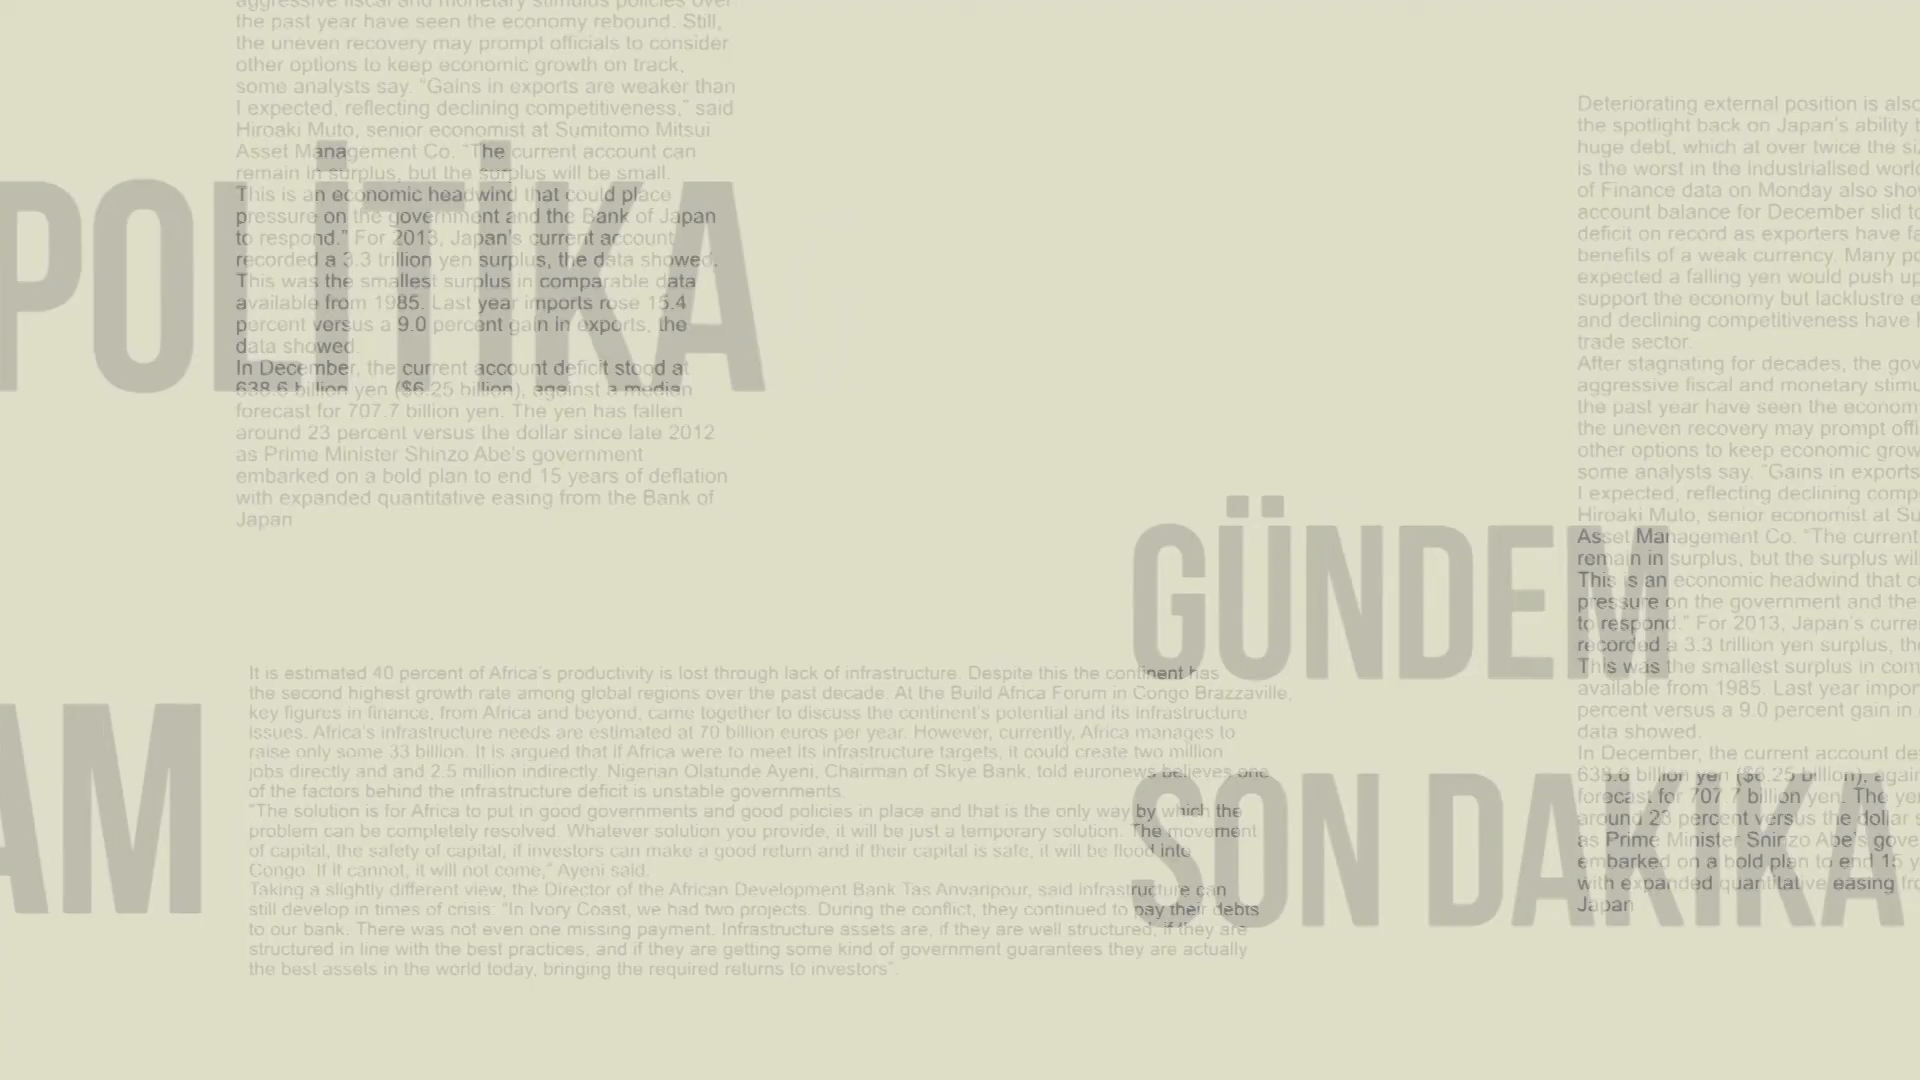 aggressive fiscal and monetary stimulus policies over
the past year have seen the economy rebound. Still,
the uneven recovery may prompt officials to consider
other options to keep economic growth on track,
some analysts say. “Gains in exports are weaker than
I expected, reflecting declining competitiveness,” said
Hiroaki Muto, senior economist at Sumitomo Mitsui
Asset Management Co. “The current account can
remain in surplus, but the surplus will be small.
This is an economic headwind that could place
pressure on the government and the Bank of Japan
to respond.” For 2013, Japan’s current account
recorded a 3.3 trillion yen surplus, the data showed.
This was the smallest surplus in comparable data
available from 1985. Last year imports rose 15.4
percent versus a 9.0 percent gain in exports, the
data showed.
In December, the current account deficit stood at
638.6 billion yen ($6.25 billion), against a median
forecast for 707.7 billion yen. The yen has fallen
around 23 percent versus the dollar since late 2012
as Prime Minister Shinzo Abe’s government
embarked on a bold plan to end 15 years of deflation
with expanded quantitative easing from the Bank of
Japan
POLİTİKA
AM
It is estimated 40 percent of Africa’s productivity is lost through lack of infrastructure. Despite this the continent has
the second highest growth rate among global regions over the past decade. At the Build Africa Forum in Congo Brazzaville,
key figures in finance, from Africa and beyond, came together to discuss the continent’s potential and its infrastructure
issues. Africa’s infrastructure needs are estimated at 70 billion euros per year. However, currently, Africa manages to
raise only some 33 billion. It is argued that if Africa were to meet its infrastructure targets, it could create two million
jobs directly and and 2.5 million indirectly. Nigerian Olatunde Ayeni, Chairman of Skye Bank, told euronews believes one
of the factors behind the infrastructure deficit is unstable governments.
“The solution is for Africa to put in good governments and good policies in place and that is the only way by which the
problem can be completely resolved. Whatever solution you provide, it will be just a temporary solution. The movement
of capital, the safety of capital, if investors can make a good return and if their capital is safe, it will be flood into
Congo. If it cannot, it will not come,” Ayeni said.
Taking a slightly different view, the Director of the African Development Bank Tas Anvaripour, said infrastructure can
still develop in times of crisis: “In Ivory Coast, we had two projects. During the conflict, they continued to pay their debts
to our bank. There was not even one missing payment. Infrastructure assets are, if they are well structured, if they are
structured in line with the best practices, and if they are getting some kind of government guarantees they are actually
the best assets in the world today, bringing the required returns to investors”.
GÜNDEM
SON DAKİKA
Deteriorating external position is also
the spotlight back on Japan’s ability t
huge debt, which at over twice the si
is the worst in the industrialised worl
of Finance data on Monday also sho
account balance for December slid to
deficit on record as exporters have fa
benefits of a weak currency. Many po
expected a falling yen would push up
support the economy but lacklustre e
and declining competitiveness have
trade sector.
After stagnating for decades, the gov
aggressive fiscal and monetary stimu
the past year have seen the econom
the uneven recovery may prompt offi
other options to keep economic grow
some analysts say. “Gains in exports
I expected, reflecting declining comp
Hiroaki Muto, senior economist at Su
Asset Management Co. “The current
remain in surplus, but the surplus will
This is an economic headwind that c
pressure on the government and the
to respond.” For 2013, Japan’s curre
recorded a 3.3 trillion yen surplus, the
This was the smallest surplus in com
available from 1985. Last year impor
percent versus a 9.0 percent gain in
data showed.
In December, the current account de
638.6 billion yen ($6.25 billion), again
forecast for 707.7 billion yen. The ye
around 23 percent versus the dollar s
as Prime Minister Shinzo Abe’s gove
embarked on a bold plan to end 15 y
with expanded quantitative easing fro
Japan